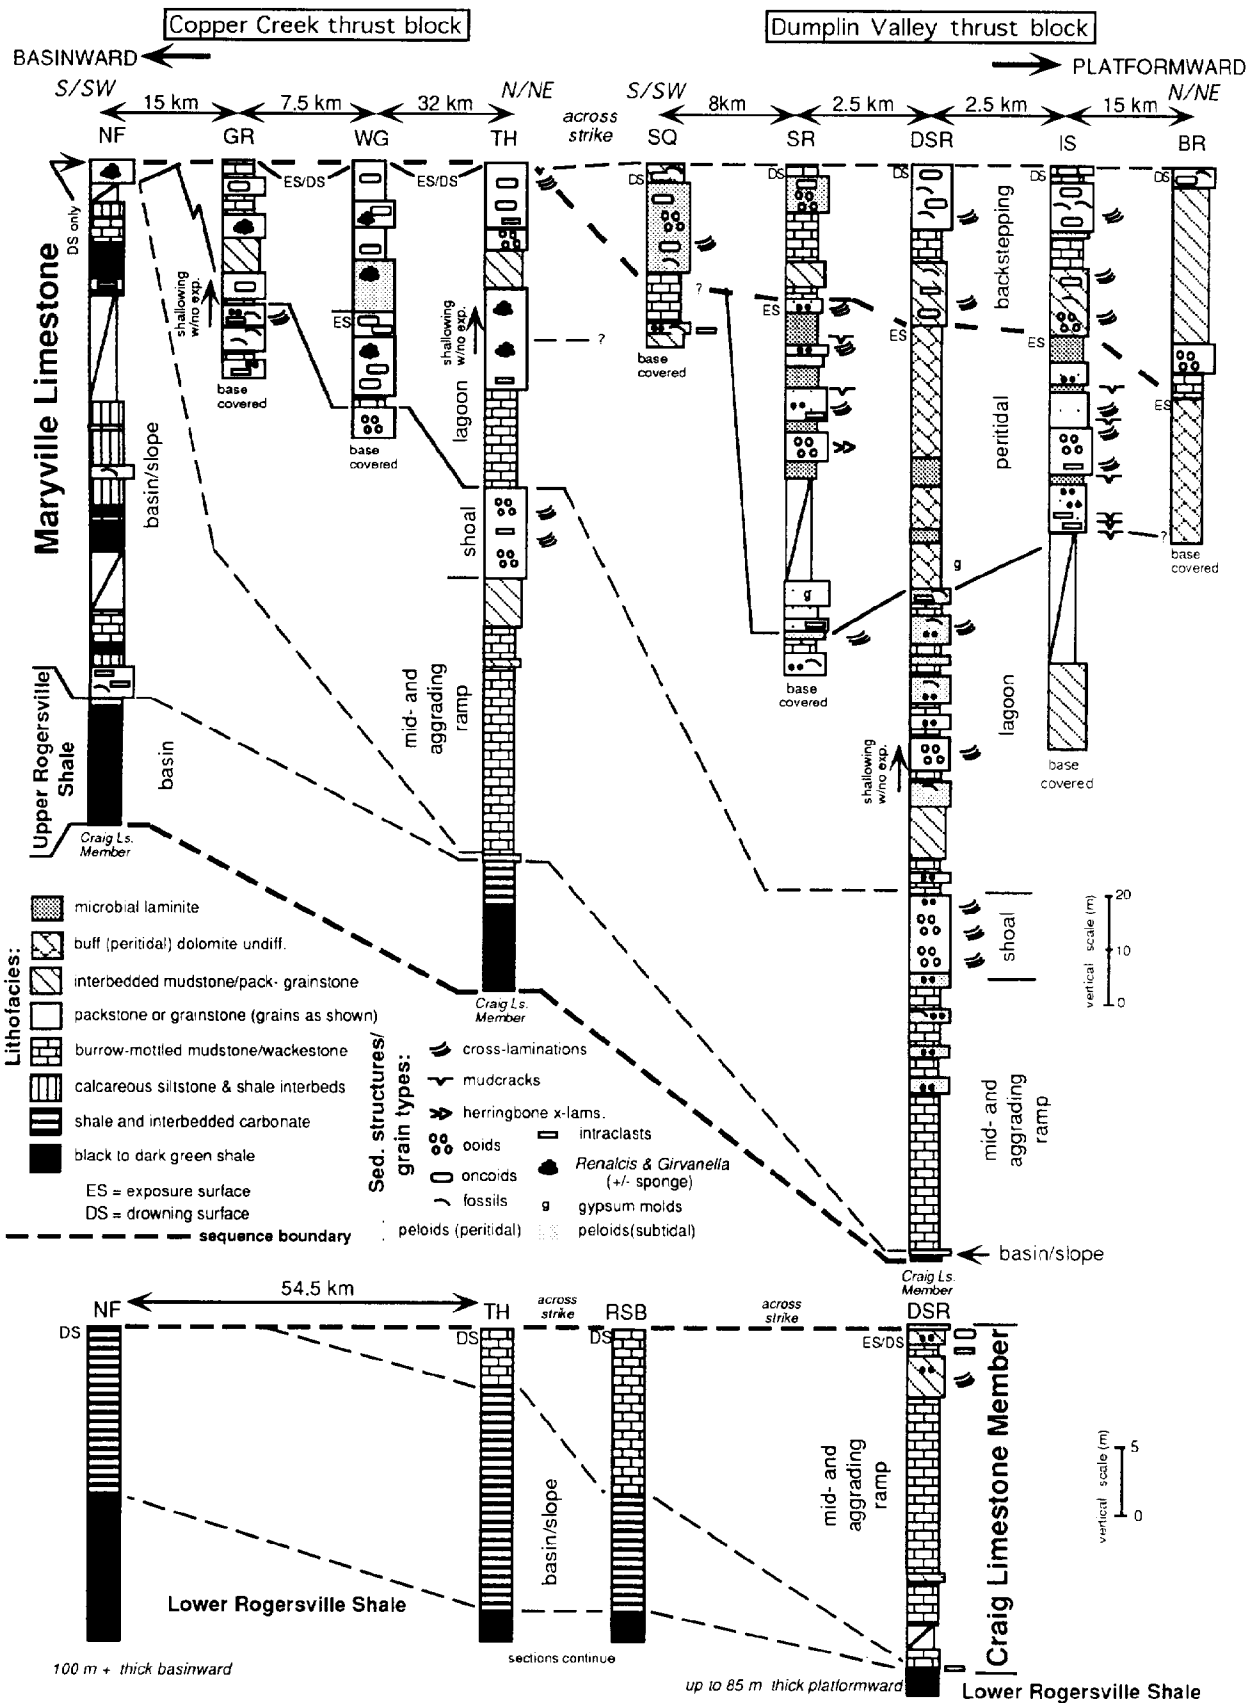 Copper Creek thrust block
Dumplin Valley thrust block
BASINWARD
PLATFORMWARD
S/SW
N/NE
S/SW
N/NE
15 km
7.5 km
32 km
across
strike
8km
2.5 km
2.5 km
15 km
NF
GR
WG
TH
SQ
SR
DSR
IS
BR
ES/DS
ES/DS
DS
DS
DS
DS
DS
DS only
Maryville Limestone
basin/slope
shallowing
w/no exp.
base
covered
ES
base
covered
shallowing
w/no exp.
lagoon
?
?
base
covered
ES
ES
ES
ES
backstepping
peritidal
?
base
covered
shoal
g
g
base
covered
lagoon
base
covered
shallowing
w/no exp.
mid- and
aggrading
ramp
Upper Rogersville
Shale
basin
Craig Ls.
Member
Craig Ls.
Member
shoal
vertical scale (m)
20
10
0
mid- and
aggrading
ramp
basin/slope
Craig Ls.
Member
Lithofacies:
microbial laminite
buff (peritidal) dolomite undiff.
interbedded mudstone/pack- grainstone
packstone or grainstone (grains as shown)
burrow-mottled mudstone/wackestone
calcareous siltstone & shale interbeds
shale and interbedded carbonate
black to dark green shale
ES = exposure surface
DS = drowning surface
sequence boundary
Sed. structures/
grain types:
cross-laminations
mudcracks
herringbone x-lams.
ooids
intraclasts
oncoids
Renalcis & Girvanella
(+/- sponge)
fossils
g gypsum molds
peloids (peritidal)
peloids(subtidal)
54.5 km
NF
TH
across
strike
RSB
across
strike
DSR
DS
DS
DS
ES/DS
basin/slope
mid- and
aggrading
ramp
Craig Limestone Member
vertical scale (m)
5
0
Lower Rogersville Shale
100 m + thick basinward
sections continue
up to 85 m thick platformward
Lower Rogersville Shale